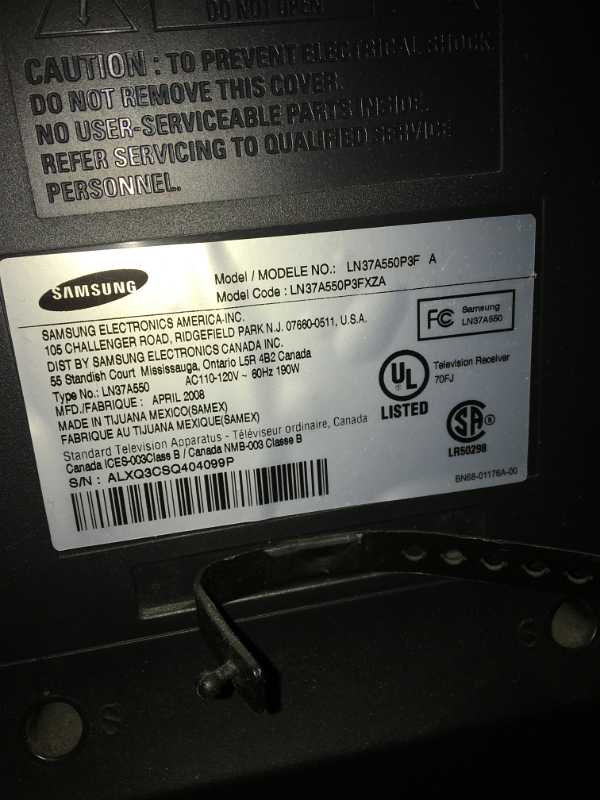 DO NOT OPEN
CAUTION : TO PREVENT ELECTRICAL SHOCK,
DO NOT REMOVE THIS COVER.
NO USER-SERVICEABLE PARTS INSIDE.
REFER SERVICING TO QUALIFIED SERVICE
PERSONNEL.
SAMSUNG
Model / MODELE NO.: LN37A550P3F A
Model Code : LN37A550P3FXZA
SAMSUNG ELECTRONICS AMERICA-INC.
105 CHALLENGER ROAD, RIDGEFIELD PARK N.J. 07660-0511, U.S.A.
DIST BY SAMSUNG ELECTRONICS CANADA INC.
55 Standish Court Mississauga, Ontario L5R 4B2 Canada
Type No.: LN37A550 AC110-120V ~ 60Hz 190W
MFD./FABRIQUE : APRIL 2008
MADE IN TIJUANA MEXICO(SAMEX)
FABRIQUE AU TIJUANA MEXIQUE(SAMEX)
Standard Television Apparatus - Téléviseur ordinaire, Canada
Canada ICES-003Class B / Canada NMB-003 Classe B
S/N : ALXQ3CSQ404099P
FC Samsung
LN37A550
UL
LISTED
Television Receiver
70FJ
SA ®
LR50298
BN68-01176A-00